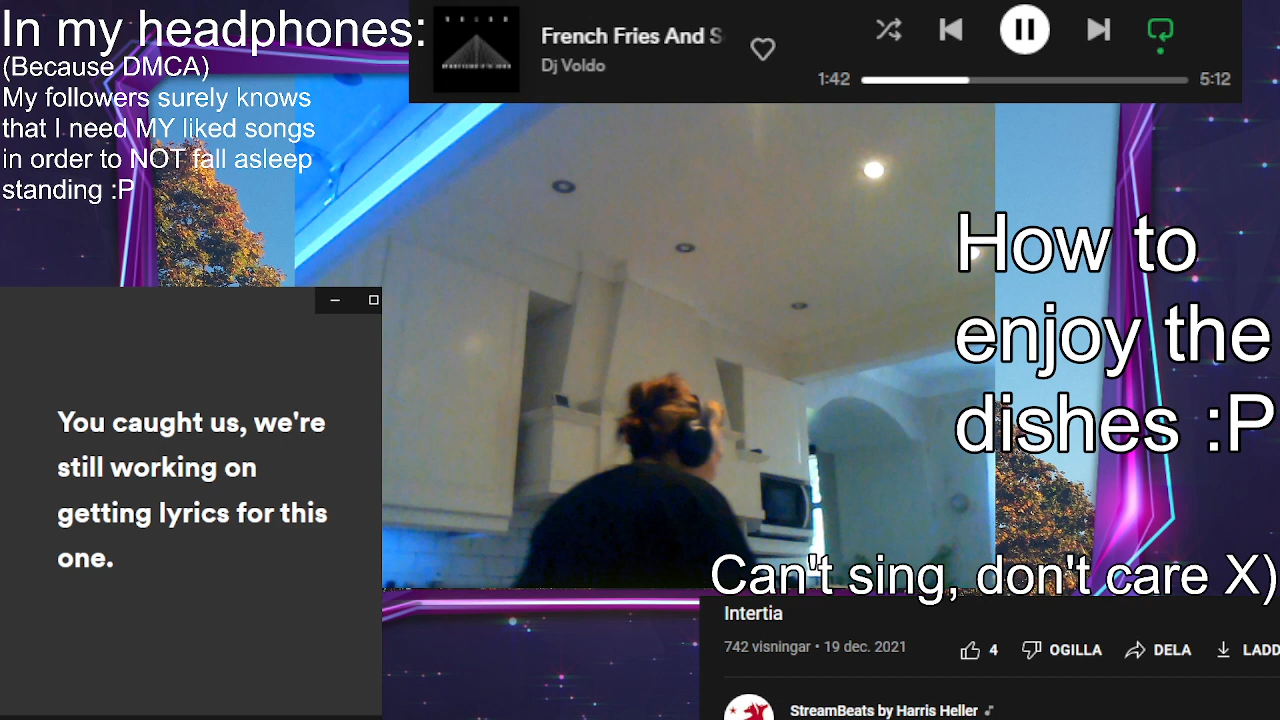 In my headphones:
(Because DMCA)
My followers surely knows
that I need MY liked songs
in order to NOT fall asleep
standing :P
French Fries And S
Dj Voldo
1:42
5:12
How to
enjoy the
dishes :P
You caught us, we're
still working on
getting lyrics for this
one.
Can't sing, don't care X)
Intertia
742 visningar • 19 dec. 2021
4 OGILLA DELA LADD
StreamBeats by Harris Heller